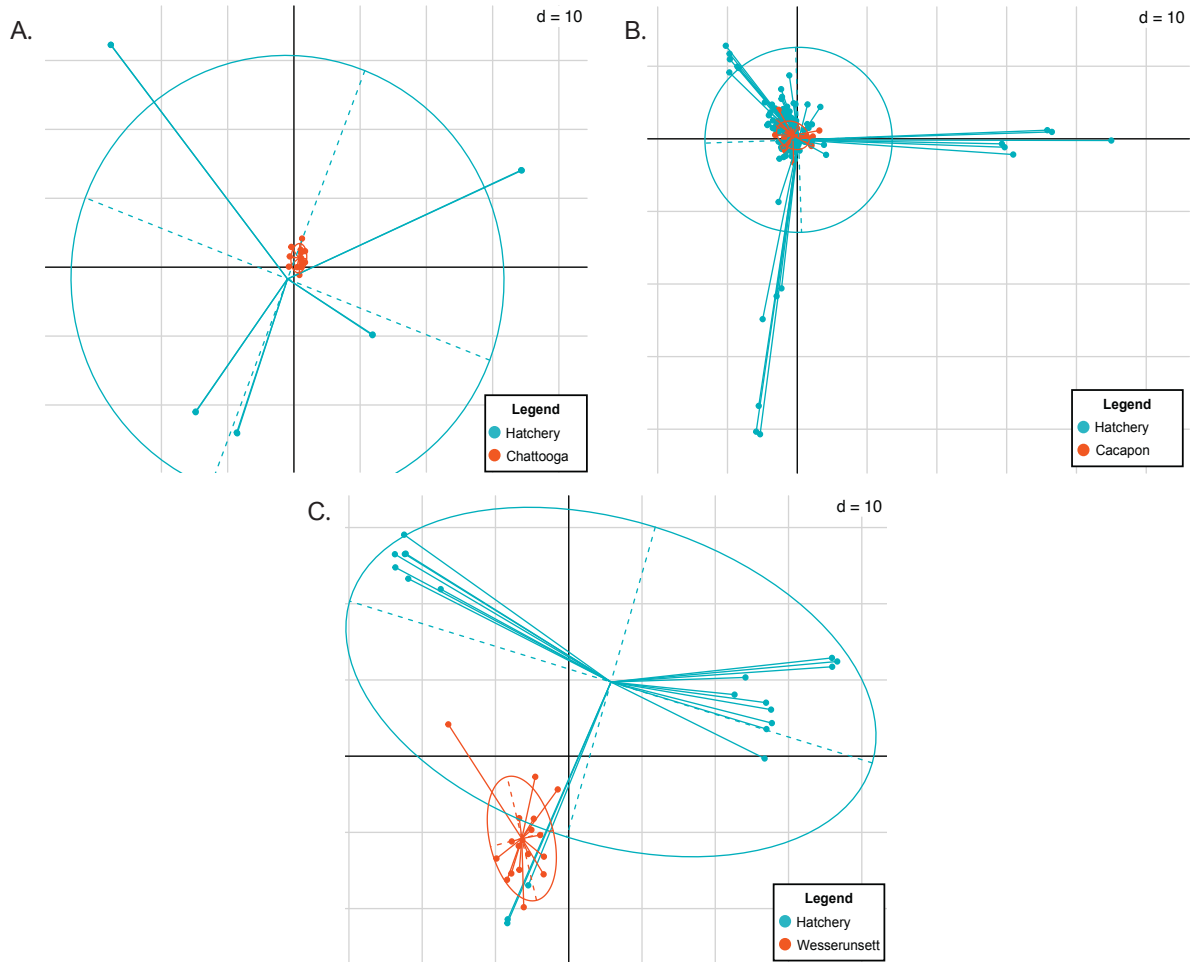 A.
d = 10
Legend
Hatchery
Chattooga
B.
d = 10
Legend
Hatchery
Cacapon
C.
d = 10
Legend
Hatchery
Wesserunsett